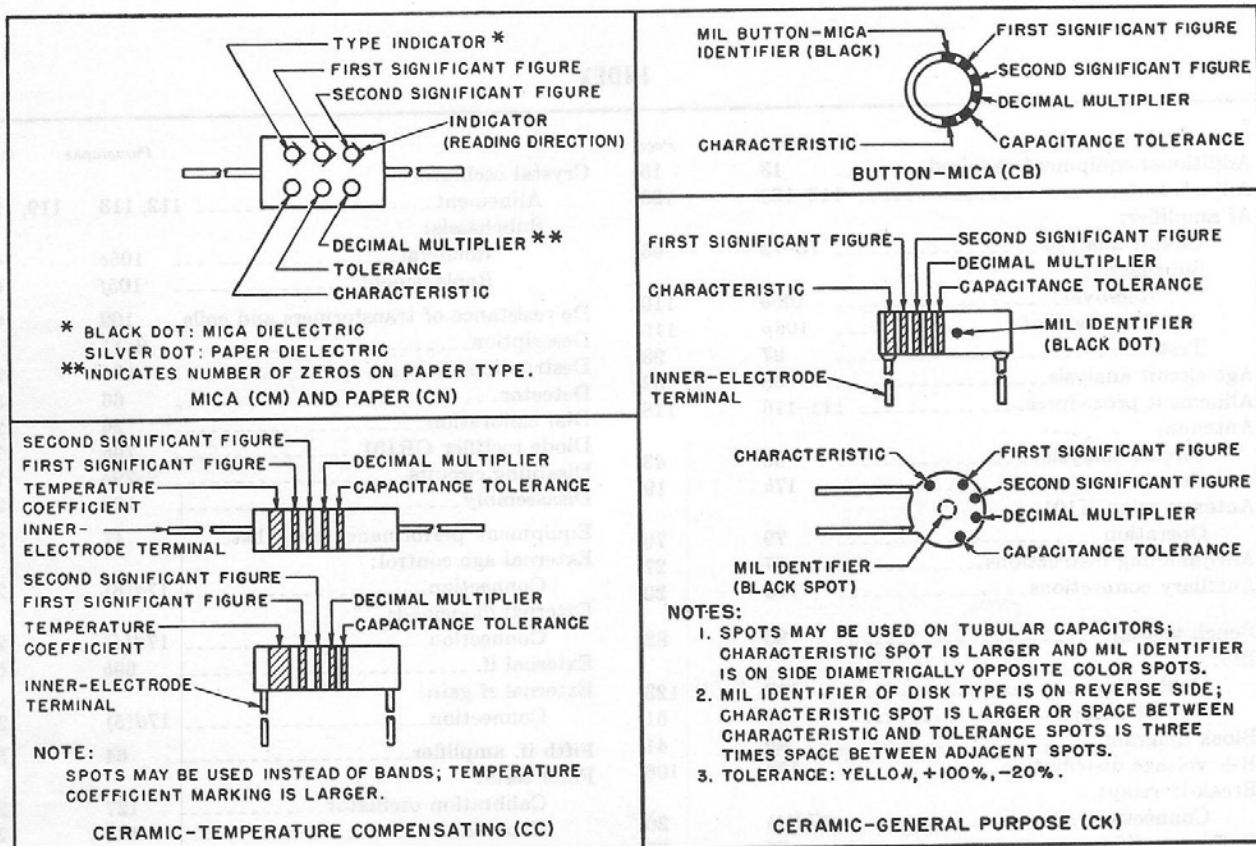 TYPE INDICATOR *
FIRST SIGNIFICANT FIGURE
SECOND SIGNIFICANT FIGURE
INDICATOR
(READING DIRECTION)
DECIMAL MULTIPLIER **
TOLERANCE
CHARACTERISTIC
* BLACK DOT: MICA DIELECTRIC
SILVER DOT: PAPER DIELECTRIC
**INDICATES NUMBER OF ZEROS ON PAPER TYPE.
MICA (CM) AND PAPER (CN)
MIL BUTTON-MICA
IDENTIFIER (BLACK)
FIRST SIGNIFICANT FIGURE
SECOND SIGNIFICANT FIGURE
DECIMAL MULTIPLIER
CAPACITANCE TOLERANCE
CHARACTERISTIC
BUTTON-MICA (CB)
SECOND SIGNIFICANT FIGURE
FIRST SIGNIFICANT FIGURE
TEMPERATURE
COEFFICIENT
INNER-
ELECTRODE TERMINAL
DECIMAL MULTIPLIER
CAPACITANCE TOLERANCE
SECOND SIGNIFICANT FIGURE
FIRST SIGNIFICANT FIGURE
TEMPERATURE
COEFFICIENT
INNER-ELECTRODE
TERMINAL
DECIMAL MULTIPLIER
CAPACITANCE TOLERANCE
NOTE:
SPOTS MAY BE USED INSTEAD OF BANDS; TEMPERATURE
COEFFICIENT MARKING IS LARGER.
CERAMIC-TEMPERATURE COMPENSATING (CC)
FIRST SIGNIFICANT FIGURE
SECOND SIGNIFICANT FIGURE
DECIMAL MULTIPLIER
CHARACTERISTIC
CAPACITANCE TOLERANCE
MIL IDENTIFIER
(BLACK DOT)
INNER-ELECTRODE
TERMINAL
CHARACTERISTIC
FIRST SIGNIFICANT FIGURE
SECOND SIGNIFICANT FIGURE
DECIMAL MULTIPLIER
CAPACITANCE TOLERANCE
MIL IDENTIFIER
(BLACK SPOT)
NOTES:
1. SPOTS MAY BE USED ON TUBULAR CAPACITORS;
CHARACTERISTIC SPOT IS LARGER AND MIL IDENTIFIER
IS ON SIDE DIAMETRICALLY OPPOSITE COLOR SPOTS.
2. MIL IDENTIFIER OF DISK TYPE IS ON REVERSE SIDE;
CHARACTERISTIC SPOT IS LARGER OR SPACE BETWEEN
CHARACTERISTIC AND TOLERANCE SPOTS IS THREE
TIMES SPACE BETWEEN ADJACENT SPOTS.
3. TOLERANCE: YELLOW, +100%, -20%.
CERAMIC-GENERAL PURPOSE (CK)